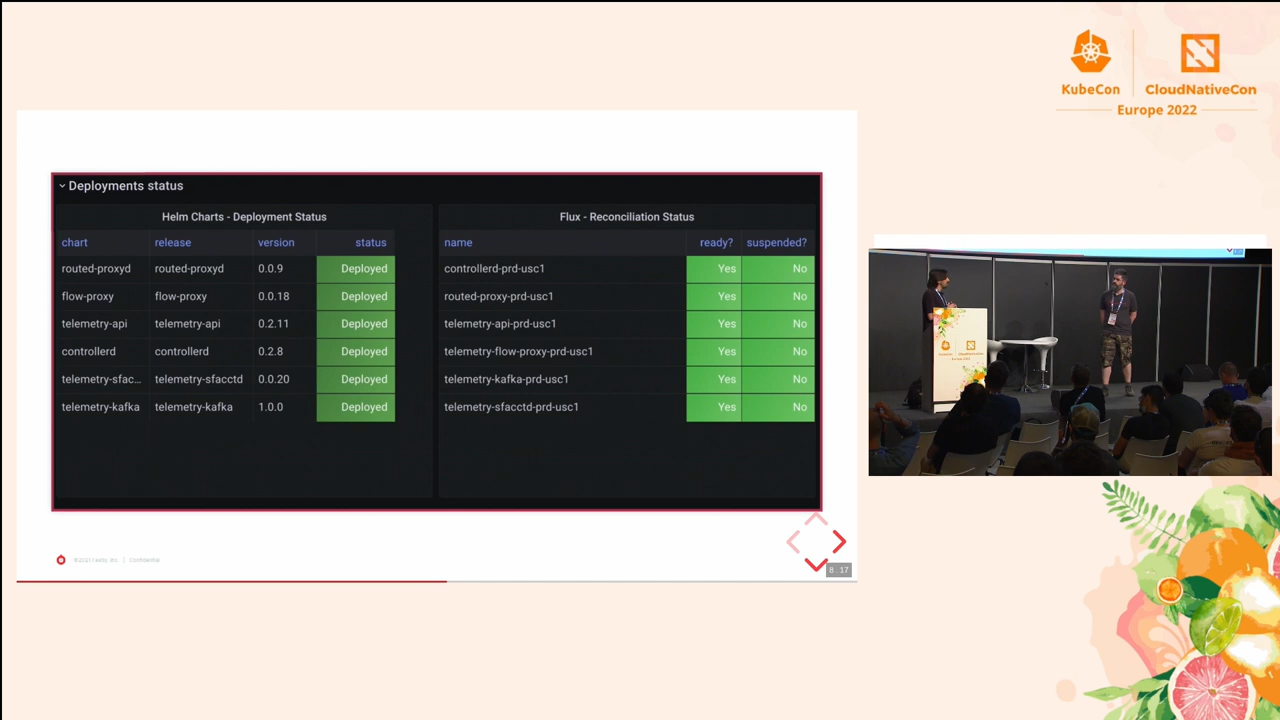 KubeCon
CloudNativeCon
Europe 2022
Deployments status
Helm Charts - Deployment Status
chart release version status
routed-proxyd routed-proxyd 0.0.9 Deployed
flow-proxy flow-proxy 0.0.18 Deployed
telemetry-api telemetry-api 0.2.11 Deployed
controllerd controllerd 0.2.8 Deployed
telemetry-sfac... telemetry-sfacctd 0.0.20 Deployed
telemetry-kafka telemetry-kafka 1.0.0 Deployed
Flux - Reconciliation Status
name ready? suspended?
controllerd-prd-usc1 Yes No
routed-proxy-prd-usc1 Yes No
telemetry-api-prd-usc1 Yes No
telemetry-flow-proxy-prd-usc1 Yes No
telemetry-kafka-prd-usc1 Yes No
telemetry-sfacctd-prd-usc1 Yes No
Confidential
8.17